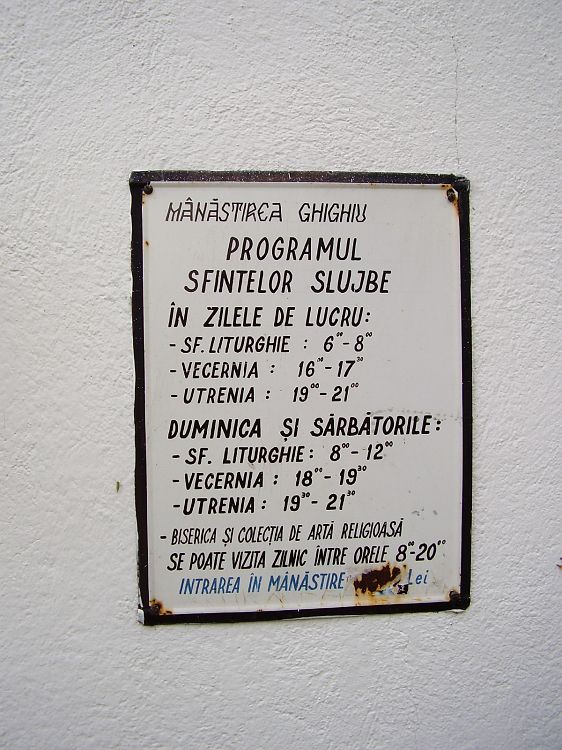 MÂNĂSTIREA GHIGHIU
PROGRAMUL
SFINTELOR SLUJBE
ÎN ZILELE DE LUCRU:
- SF. LITURGHIE : 6⁰⁰-8⁰⁰
- VECERNIA : 16³⁰-17³⁰
- UTRENIA : 19⁰⁰-21⁰⁰
DUMINICA ȘI SĂRBĂTORILE:
- SF. LITURGHIE: 8⁰⁰-12⁰⁰
- VECERNIA : 18⁰⁰-19³⁰
- UTRENIA : 19³⁰-21³⁰
- BISERICA ȘI COLECȚIA DE ARTĂ RELIGIOASĂ
SE POATE VIZITA ZILNIC ÎNTRE ORELE 8⁰⁰-20⁰⁰
INTRAREA ÎN MÂNĂSTIRE Lei